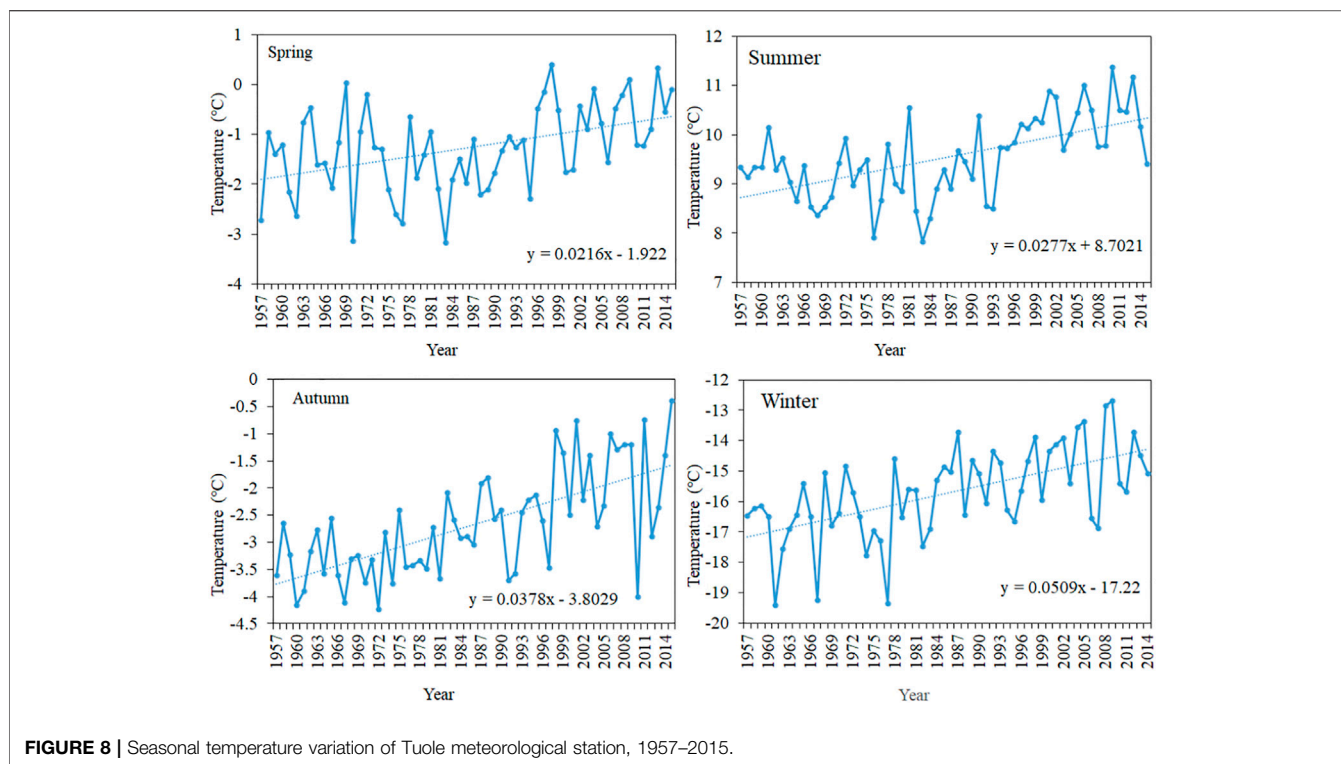 Spring
Temperature (°C)
1
0
-1
-2
-3
-4
y = 0.0216x - 1.922
1957 1960 1963 1966 1969 1972 1975 1978 1981 1984 1987 1990 1993 1996 1999 2002 2005 2008 2011 2014
Year
Summer
Temperature (°C)
12
11
10
9
8
7
y = 0.0277x + 8.7021
1957 1960 1963 1966 1969 1972 1975 1978 1981 1984 1987 1990 1993 1996 1999 2002 2005 2008 2011 2014
Year
Autumn
Temperature (°C)
0
-0.5
-1
-1.5
-2
-2.5
-3
-3.5
-4
-4.5
y = 0.0378x - 3.8029
1957 1960 1963 1966 1969 1972 1975 1978 1981 1984 1987 1990 1993 1996 1999 2002 2005 2008 2011 2014
Year
Winter
Temperature (°C)
-12
-13
-14
-15
-16
-17
-18
-19
-20
y = 0.0509x - 17.22
1957 1960 1963 1966 1969 1972 1975 1978 1981 1984 1987 1990 1993 1996 1999 2002 2005 2008 2011 2014
Year
FIGURE 8 | Seasonal temperature variation of Tuole meteorological station, 1957–2015.